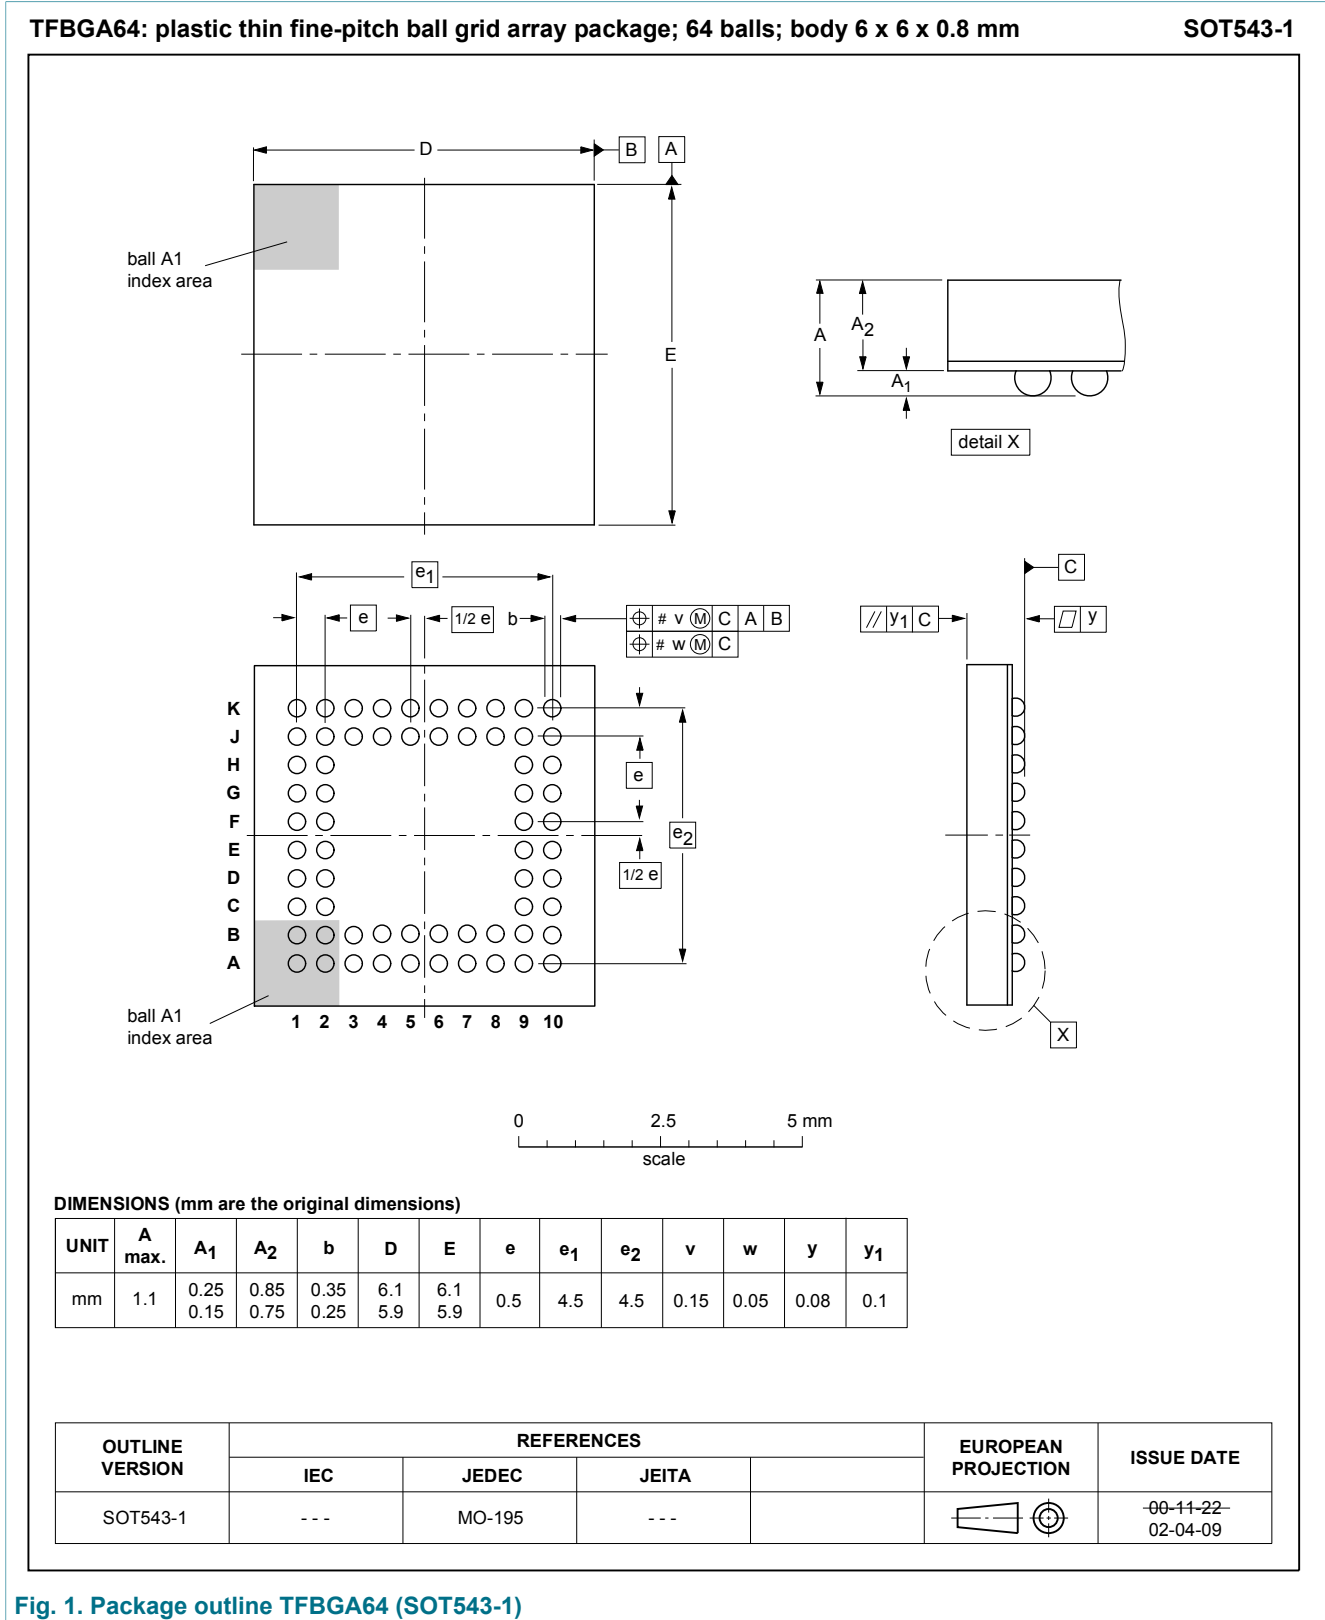 TFBGA64: plastic thin fine-pitch ball grid array package; 64 balls; body 6 x 6 x 0.8 mm SOT543-1
D B A
ball A1
index area
E
A A2
A1
detail X
e1
C
e 1/2 e b
# v M C A B
# w M C
// y1 C
y
K
J
H
G
F
E
D
C
B
A
e
e2
1/2 e
ball A1
index area
1 2 3 4 5 6 7 8 9 10
X
0 2.5 5 mm
scale
DIMENSIONS (mm are the original dimensions)
UNIT A max. A1 A2 b D E e e1 e2 v w y y1
mm 1.1 0.25 0.15 0.85 0.75 0.35 0.25 6.1 5.9 6.1 5.9 0.5 4.5 4.5 0.15 0.05 0.08 0.1
OUTLINE VERSION REFERENCES EUROPEAN PROJECTION ISSUE DATE
IEC JEDEC JEITA
SOT543-1 - - - MO-195 - - - 00-11-22
02-04-09
Fig. 1. Package outline TFBGA64 (SOT543-1)